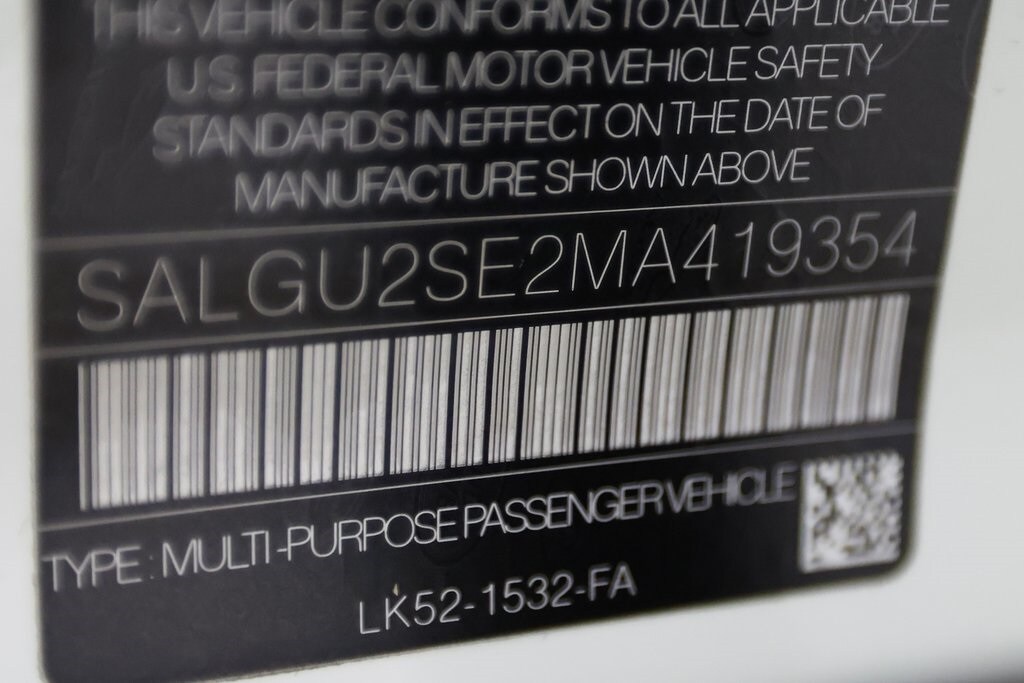 THIS VEHICLE CONFORMS TO ALL APPLICABLE
U S FEDERAL MOTOR VEHICLE SAFETY
STANDARDS IN EFFECT ON THE DATE OF
MANUFACTURE SHOWN ABOVE
SALGU2SE2MA419354
TYPE : MULTI-PURPOSE PASSENGER VEHICLE
LK52-1532-FA